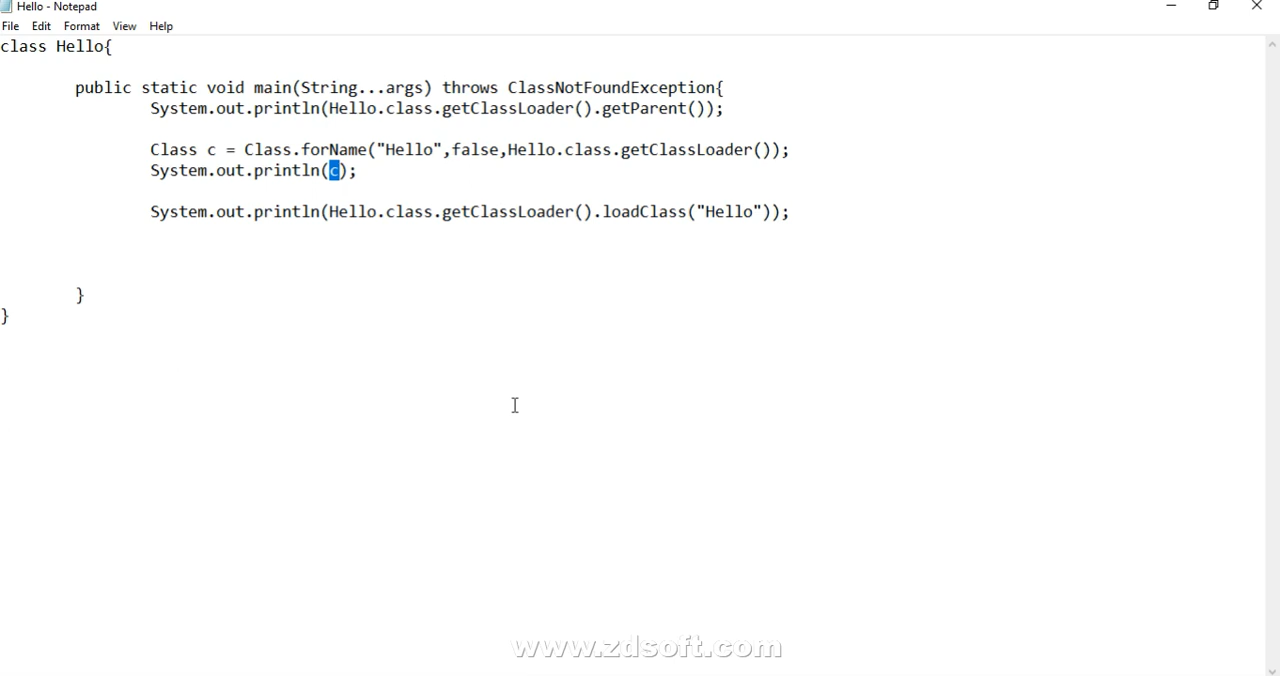 Hello - Notepad
File Edit Format View Help
class Hello{
public static void main(String...args) throws ClassNotFoundException{
System.out.println(Hello.class.getClassLoader().getParent());
Class c = Class.forName("Hello",false,Hello.class.getClassLoader());
System.out.println(c);
System.out.println(Hello.class.getClassLoader().loadClass("Hello"));
}
}
www.zdsoft.com